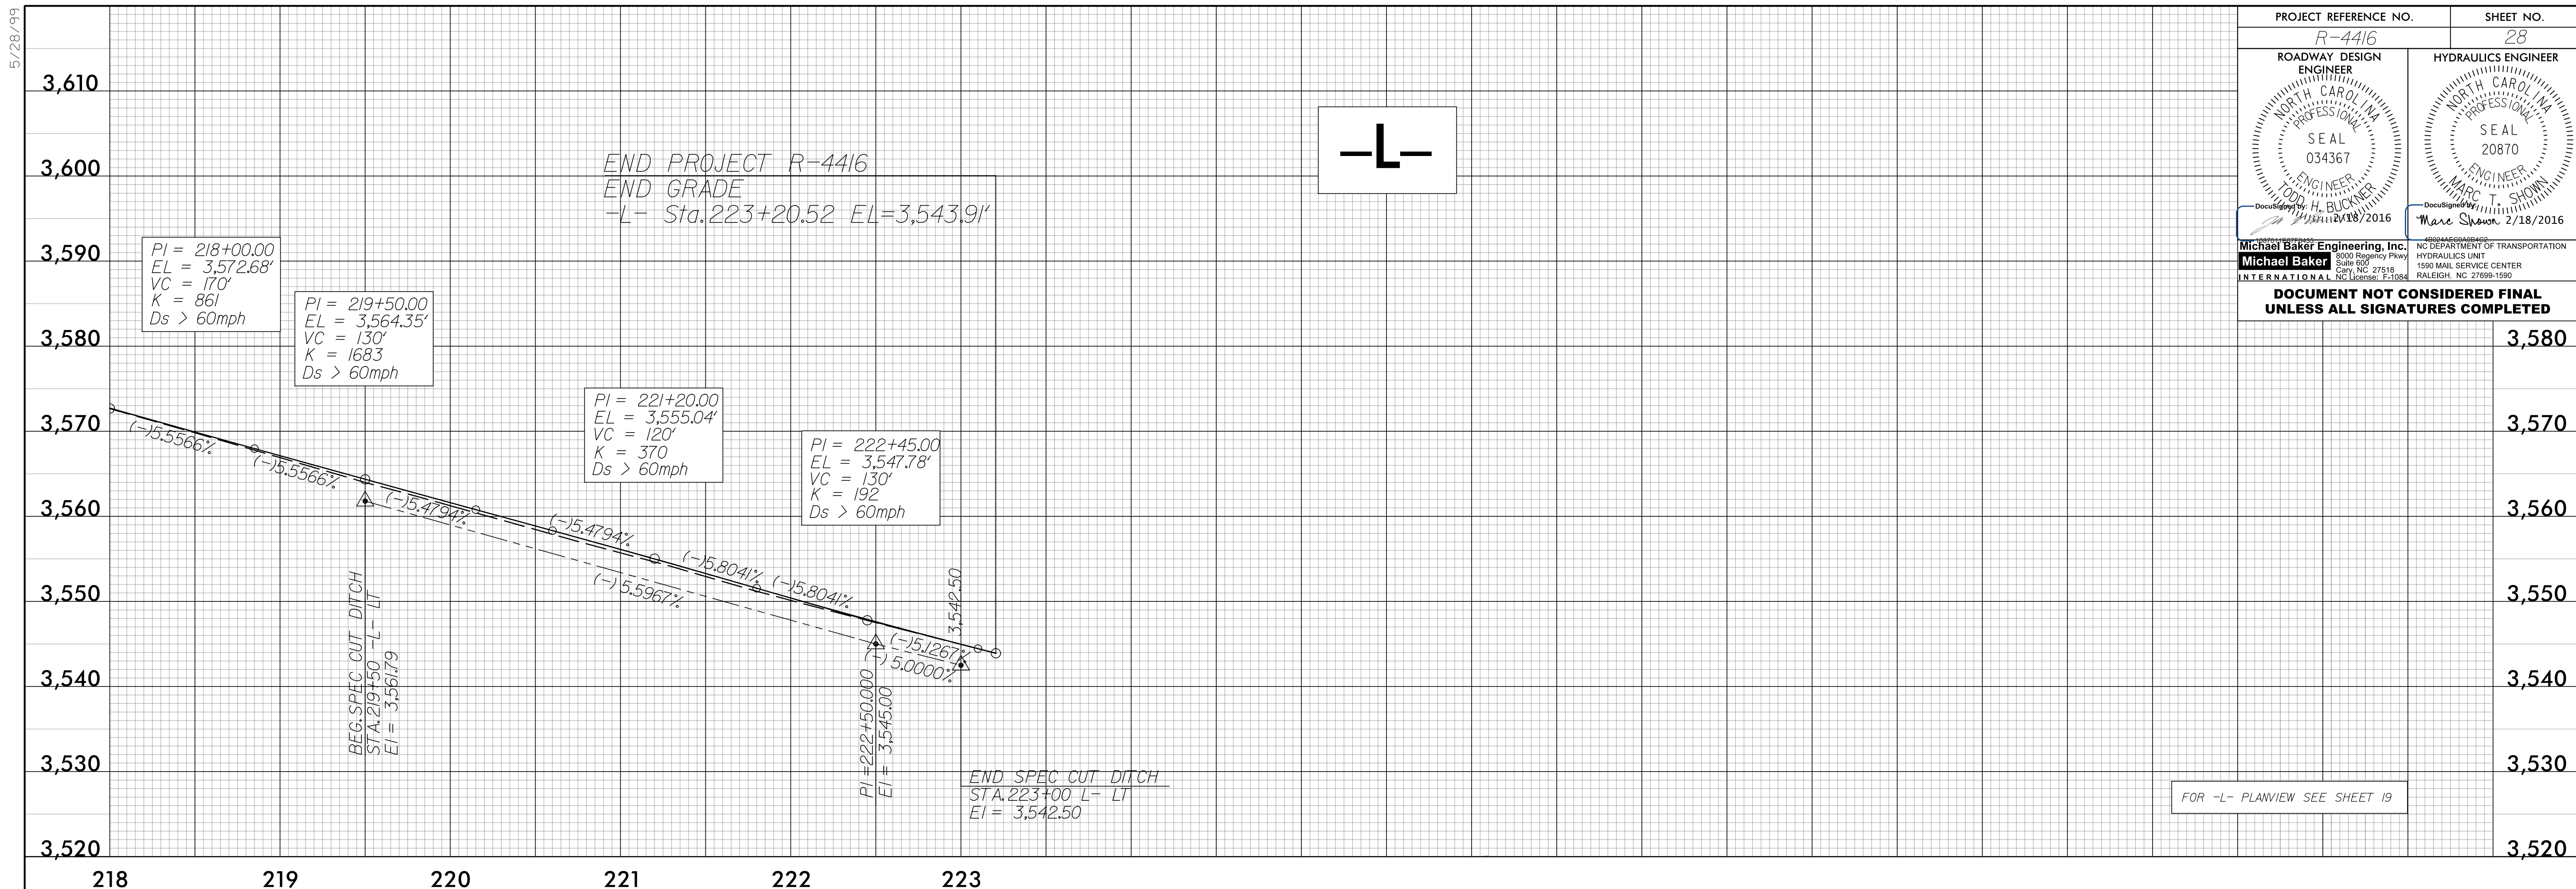 5/28/99
PROJECT REFERENCE NO.
SHEET NO.
R-4416
28
ROADWAY DESIGN
ENGINEER
HYDRAULICS ENGINEER
NORTH CAROLINA
PROFESSIONAL
SEAL
034367
ENGINEER
TODD H. BUCKNER
NORTH CAROLINA
PROFESSIONAL
SEAL
20870
ENGINEER
MARC T. SHOWN
DocuSigned by:
2/18/2016
DocuSigned by:
Marc Shown 2/18/2016
4B024AEC0A2B4C2...
Michael Baker Engineering, Inc.
Michael Baker
INTERNATIONAL
8000 Regency Pkwy
Suite 600
Cary, NC 27518
NC License: F-1084
NC DEPARTMENT OF TRANSPORTATION
HYDRAULICS UNIT
1590 MAIL SERVICE CENTER
RALEIGH, NC 27699-1590
DOCUMENT NOT CONSIDERED FINAL
UNLESS ALL SIGNATURES COMPLETED
-L-
END PROJECT R-4416
END GRADE
-L- Sta.223+20.52 EL=3,543.91'
PI = 218+00.00
EL = 3,572.68'
VC = 170'
K = 861
Ds > 60mph
PI = 219+50.00
EL = 3,564.35'
VC = 130'
K = 1683
Ds > 60mph
PI = 221+20.00
EL = 3,555.04'
VC = 120'
K = 370
Ds > 60mph
PI = 222+45.00
EL = 3,547.78'
VC = 130'
K = 192
Ds > 60mph
(-)5.5566%
(-)5.5566%
(-)5.4794%
(-)5.4794%
(-)5.8041%
(-)5.8041%
(-)5.1267%
(-)5.5967%
(-) 5.0000%
3,542.50
BEG.SPEC CUT DITCH
STA.219+50 -L- LT
El = 3,561.79
PI =222+50.000
El = 3,545.00
END SPEC CUT DITCH
STA.223+00 L- LT
El = 3,542.50
FOR -L- PLANVIEW SEE SHEET 19
3,610
3,600
3,590
3,580
3,570
3,560
3,550
3,540
3,530
3,520
3,580
3,570
3,560
3,550
3,540
3,530
3,520
218
219
220
221
222
223